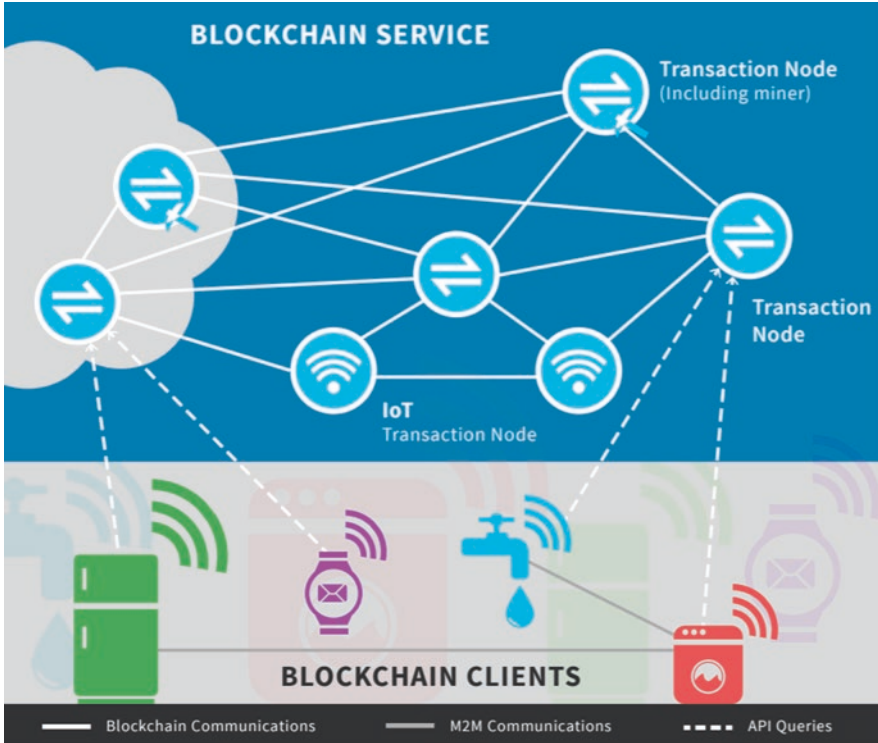 BLOCKCHAIN SERVICE
Transaction Node
(Including miner)
Transaction
Node
IoT
Transaction Node
BLOCKCHAIN CLIENTS
Blockchain Communications
M2M Communications
API Queries